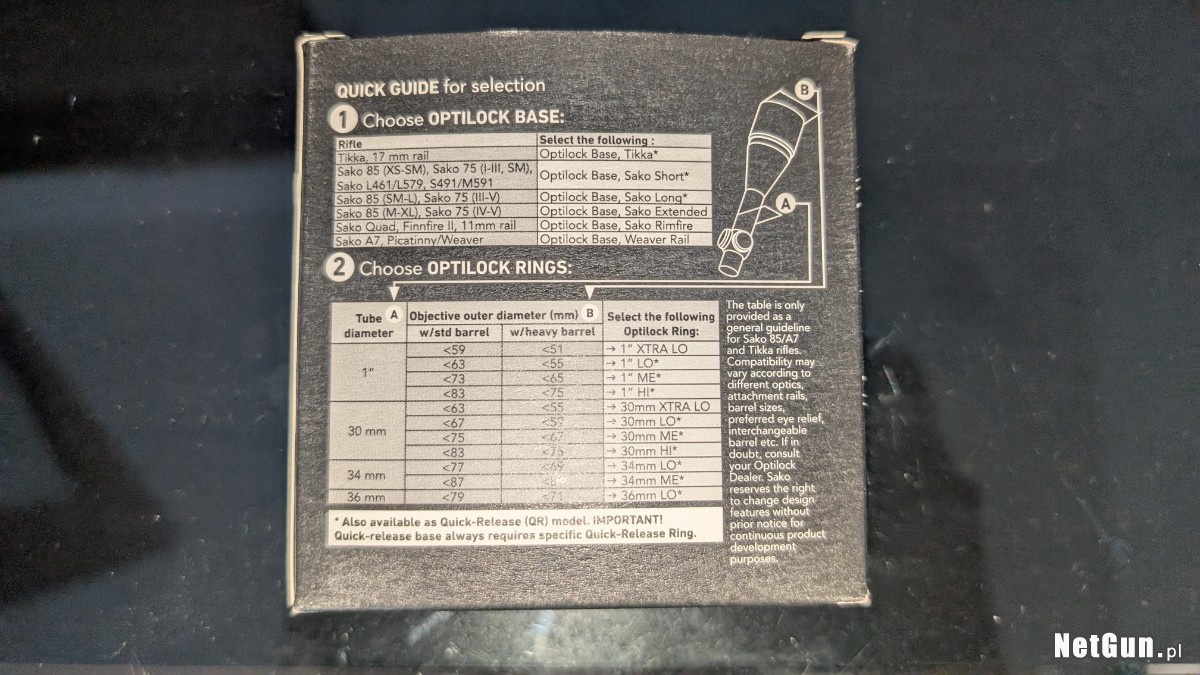 QUICK GUIDE for selection
B
1 Choose OPTILOCK BASE:
Rifle Select the following :
Tikka, 17 mm rail Optilock Base, Tikka*
Sako 85 (XS-SM), Sako 75 (I-III, SM),
Sako L461/L579, S491/M591 Optilock Base, Sako Short*
Sako 85 (SM-L), Sako 75 (III-V) Optilock Base, Sako Long*
Sako 85 (M-XL), Sako 75 (IV-V) Optilock Base, Sako Extended
Sako Quad, Finnfire II, 11mm rail Optilock Base, Sako Rimfire
Sako A7, Picatinny/Weaver Optilock Base, Weaver Rail
A
2 Choose OPTILOCK RINGS:
Tube diameter A Objective outer diameter (mm) B Select the following Optilock Ring:
w/std barrel w/heavy barrel
1" <59 <51 → 1" XTRA LO
<63 <55 → 1" LO*
<73 <65 → 1" ME*
<83 <75 → 1" HI*
30 mm <63 <55 → 30mm XTRA LO
<67 <59 → 30mm LO*
<75 <67 → 30mm ME*
<83 <75 → 30mm HI*
34 mm <77 <69 → 34mm LO*
<87 → 34mm ME*
36 mm <79 <71 → 36mm LO*
* Also available as Quick-Release (QR) model. IMPORTANT!
Quick-release base always requires specific Quick-Release Ring.
The table is only
provided as a
general guideline
for Sako 85/A7
and Tikka rifles.
Compatibility may
vary according to
different optics,
attachment rails,
barrel sizes,
preferred eye relief,
interchangeable
barrel etc. If in
doubt, consult
your Optilock
Dealer. Sako
reserves the right
to change design
features without
prior notice for
continuous product
development
purposes.
NetGun.pl